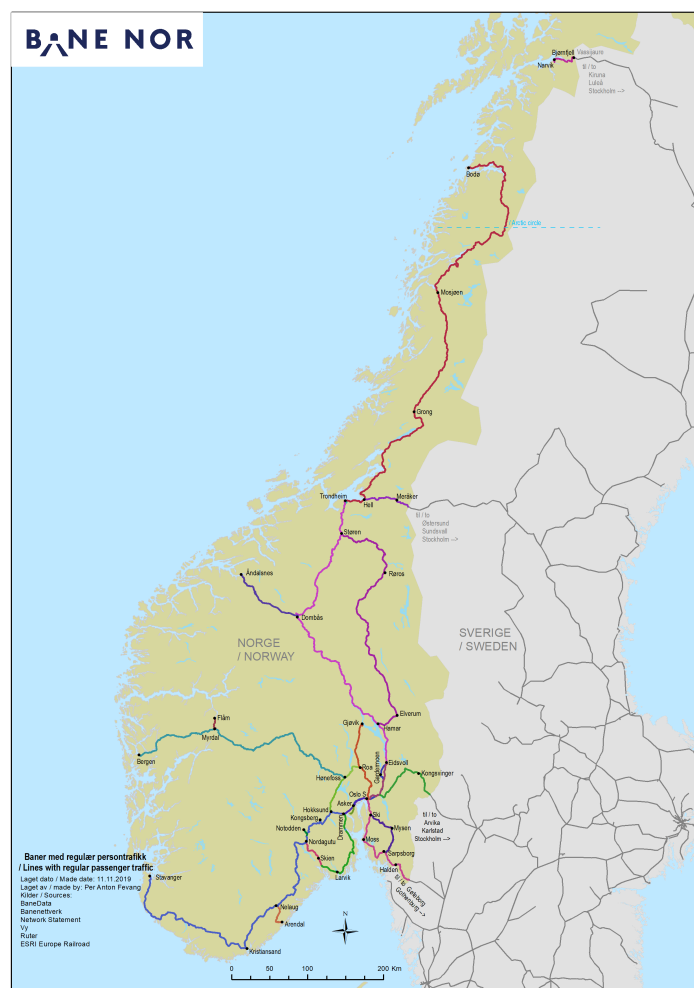 BANE NOR
Bjørnfjell
Vassijaure
Narvik
til / to
Kiruna
Luleå
Stockholm -->
Bodø
Arctic circle
Mosjøen
Grong
Trondheim
Hell
Meråker
til / to
Østersund
Sundsvall
Stockholm -->
Støren
Åndalsnes
Røros
Dombås
NORGE
/ NORWAY
SVERIGE
/ SWEDEN
Elverum
Flåm
Gjøvik
Hamar
Myrdal
Bergen
Eidsvoll
Gardermoen
Roa
Kongsvinger
Hønefoss
Oslo S
Asker
Hokksund
Kongsberg
Drammen
Ski
til / to
Arvika
Karlstad
Stockholm -->
Notodden
Mysen
Nordagutu
Moss
Sarpsborg
Skien
Halden
Larvik
til / to Gøteborg
Gothenburg -->
Baner med regulær persontrafikk
/ Lines with regular passenger traffic
Laget dato / Made date: 11.11.2019
Laget av / made by: Per Anton Fevang
Kilder / Sources:
BaneData
Banenettverk
Network Statement
Vy
Ruter
ESRI Europe Railroad
Stavanger
Nelaug
Arendal
Kristiansand
N
0 50 100 200 Km